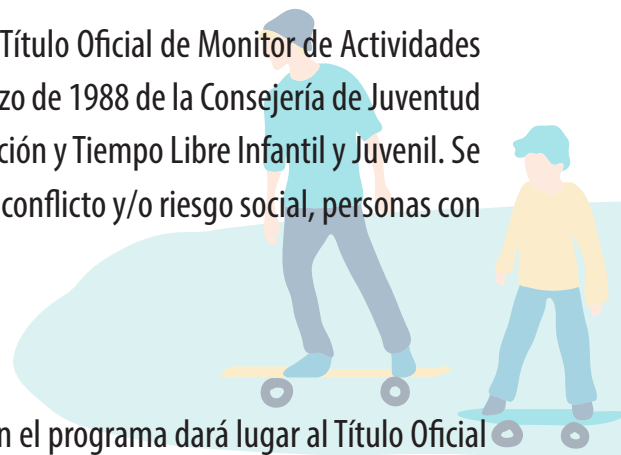 Título Oficial de Monitor de Actividades
zo de 1988 de la Consejería de Juventud
ción y Tiempo Libre Infantil y Juvenil. Se
conflicto y/o riesgo social, personas con
n el programa dará lugar al Título Oficial